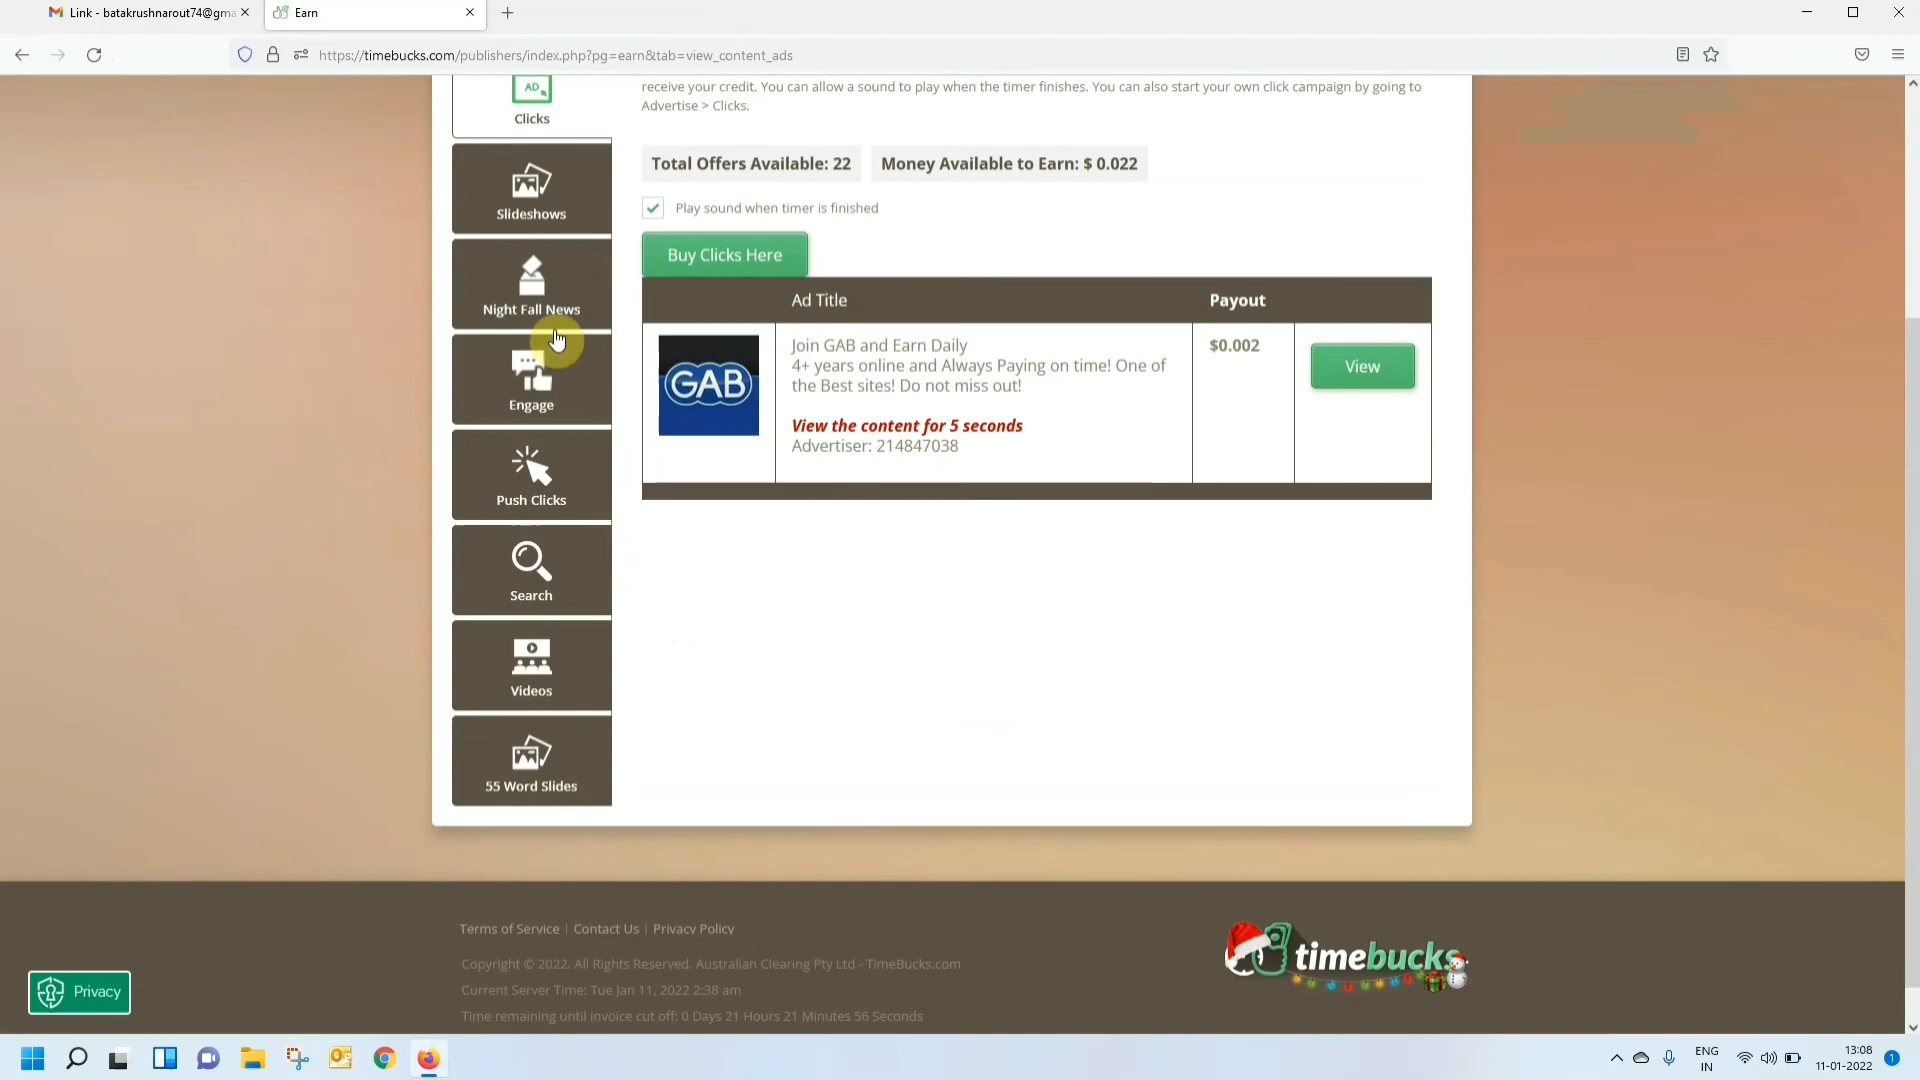 Link - batakrushnarout74@gma
Earn
https://timebucks.com/publishers/index.php?pg=earn&tab=view_content_ads
AD
Clicks
receive your credit. You can allow a sound to play when the timer finishes. You can also start your own click campaign by going to
Advertise > Clicks.
Total Offers Available: 22
Money Available to Earn: $ 0.022
Play sound when timer is finished
Buy Clicks Here
Slideshows
Night Fall News
Engage
Push Clicks
Search
Videos
55 Word Slides
Ad Title
Payout
GAB
Join GAB and Earn Daily
4+ years online and Always Paying on time! One of
the Best sites! Do not miss out!
View the content for 5 seconds
Advertiser: 214847038
$0.002
View
Terms of Service | Contact Us | Privacy Policy
Copyright © 2022. All Rights Reserved. Australian Clearing Pty Ltd - TimeBucks.com
Current Server Time: Tue Jan 11, 2022 2:38 am
Time remaining until invoice cut off: 0 Days 21 Hours 21 Minutes 56 Seconds
timebucks
Privacy
ENG
IN
13:08
11-01-2022
1